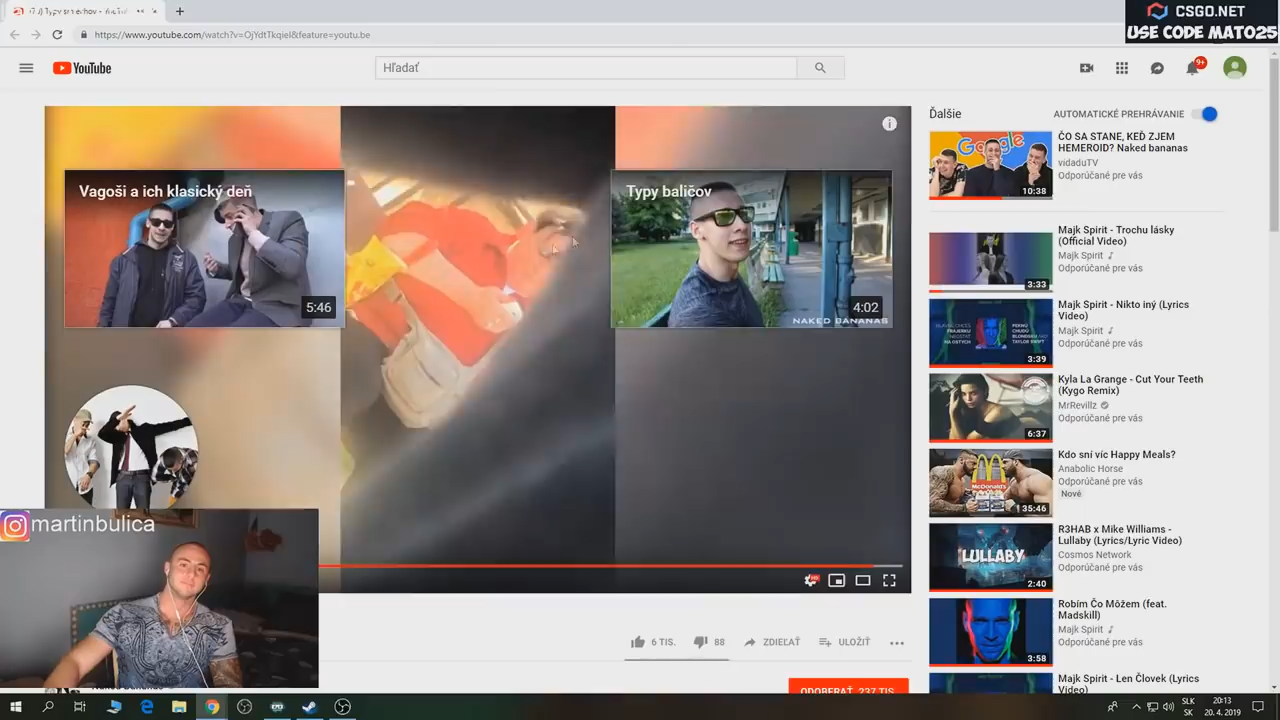 CSGO.NET
USE CODE MATO25
https://www.youtube.com/watch?v=OjYdtTkqieI&feature=youtu.be
YouTube
Hľadať
9+
Vagoši a ich klasický deň
5:46
Typy baličov
4:02
NAKED BANANAS
martinbulica
6 TIS.
88
ZDIEĽAŤ
ULOŽIŤ
ODOBERAŤ 237 TIS.
Ďalšie
AUTOMATICKÉ PREHRÁVANIE
Google
10:38
ČO SA STANE, KEĎ ZJEM
HEMEROID? Naked bananas
vidaduTV
Odporúčané pre vás
3:33
Majk Spirit - Trochu lásky
(Official Video)
Majk Spirit
Odporúčané pre vás
3:39
Majk Spirit - Nikto iný (Lyrics
Video)
Majk Spirit
Odporúčané pre vás
6:37
Kyla La Grange - Cut Your Teeth
(Kygo Remix)
MrRevillz
Odporúčané pre vás
McDonald's
35:46
Kdo sní víc Happy Meals?
Anabolic Horse
Odporúčané pre vás
Nové
LULLABY
2:40
R3HAB x Mike Williams -
Lullaby (Lyrics/Lyric Video)
Cosmos Network
Odporúčané pre vás
3:58
Robím Čo Môžem (feat.
Madskill)
Majk Spirit
Odporúčané pre vás
Majk Spirit - Len Človek (Lyrics
Video)
SLK
SK
20:13
20. 4. 2019